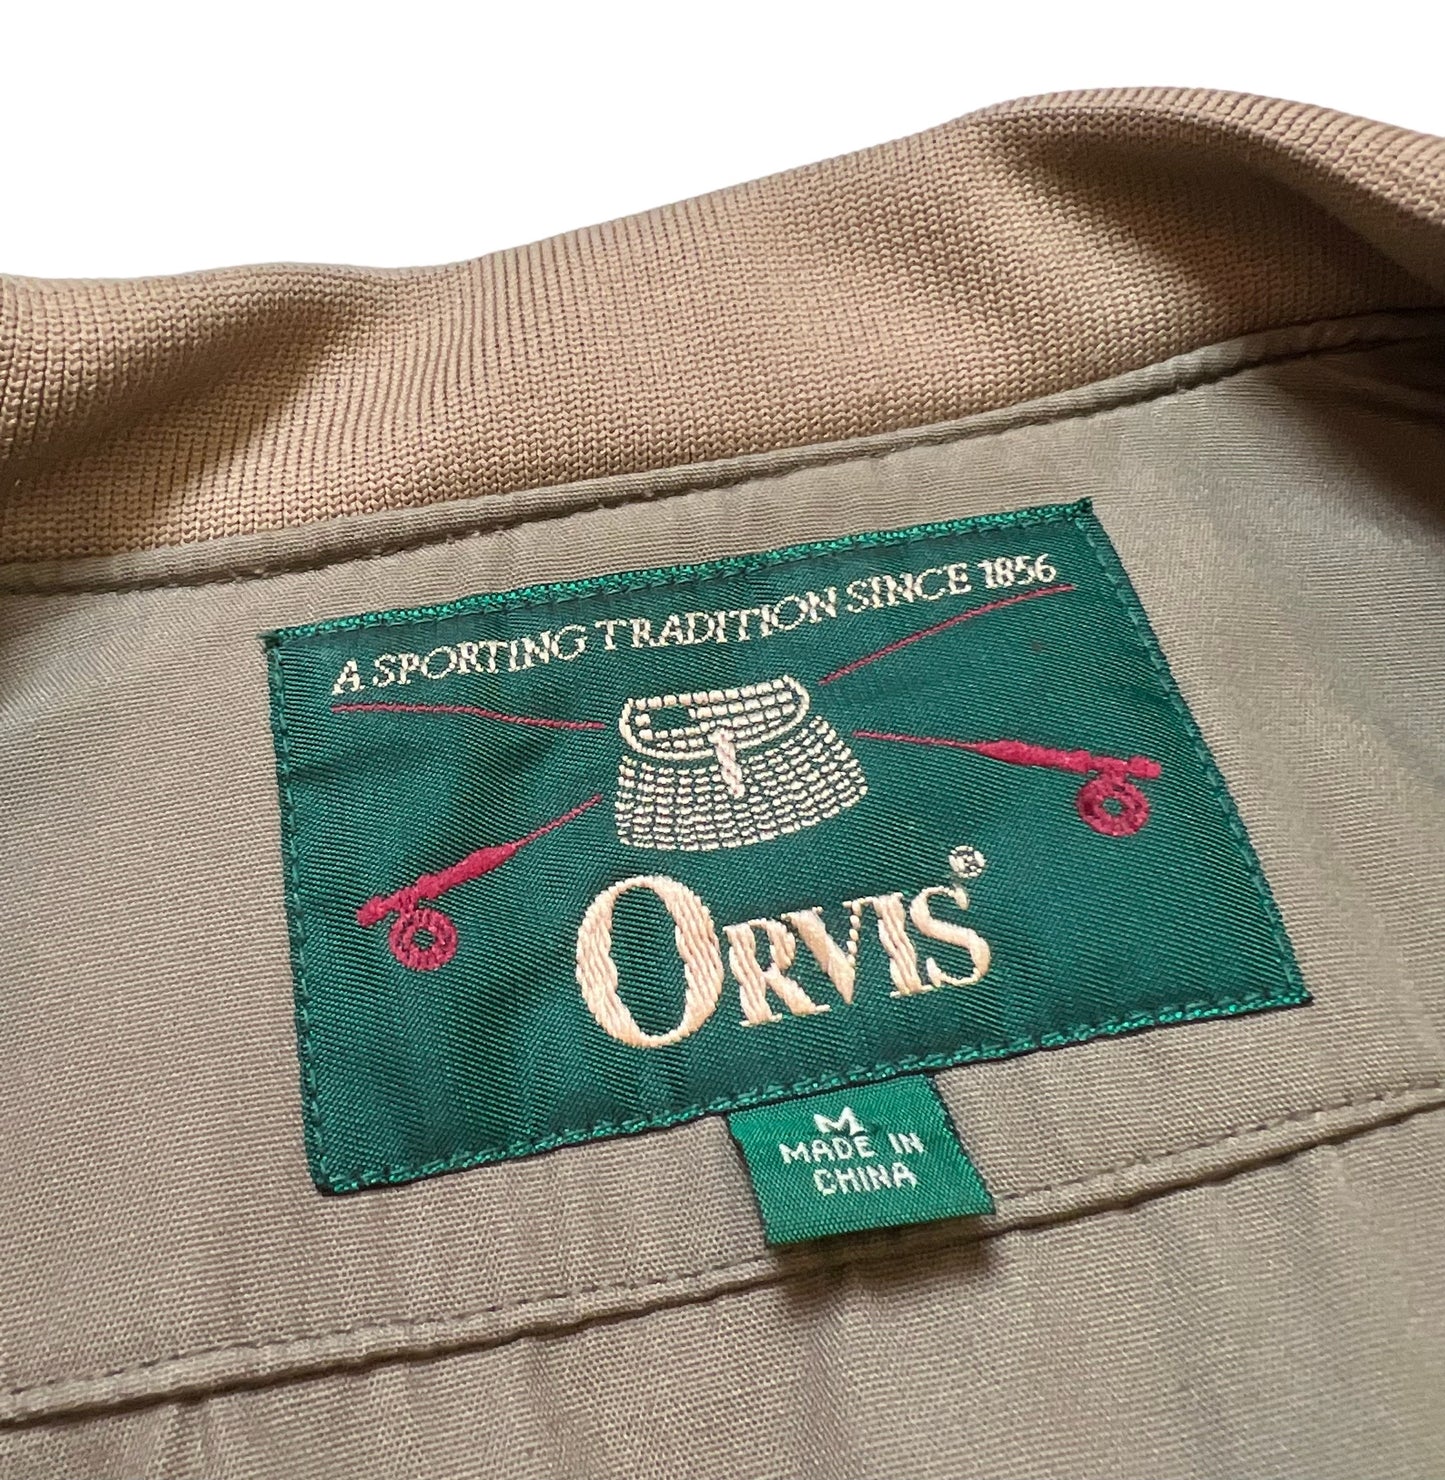 A SPORTING TRADITION SINCE 1856
ORVIS®
M
MADE IN
CHINA